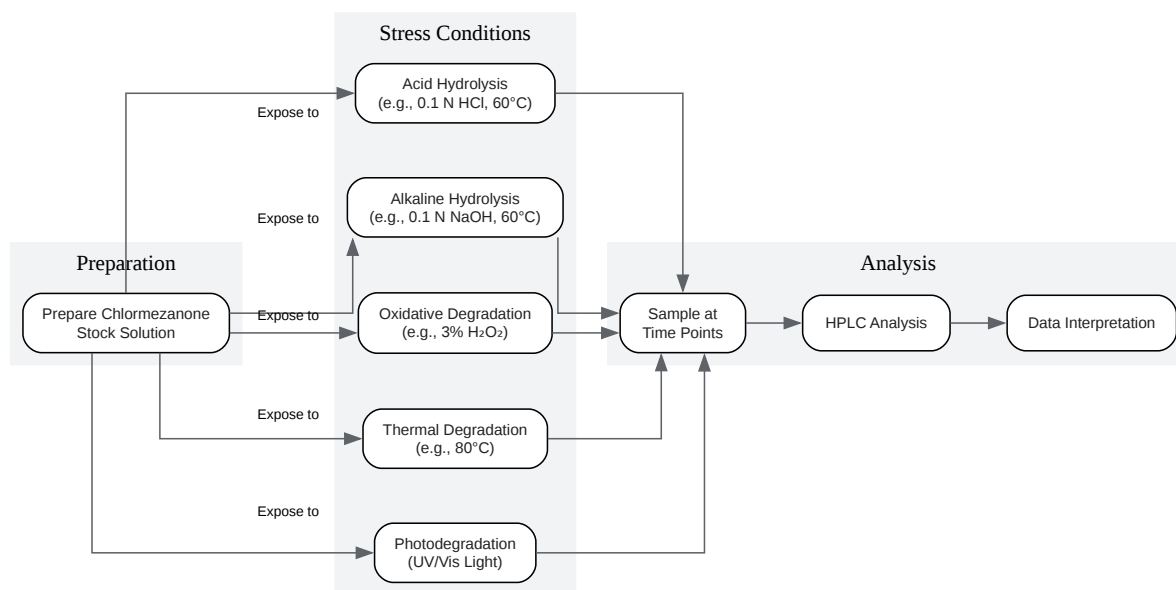 Stress Conditions
Acid Hydrolysis
(e.g., 0.1 N HCl, 60°C)
Expose to
Alkaline Hydrolysis
(e.g., 0.1 N NaOH, 60°C)
Expose to
Preparation
Analysis
Prepare Chlormezanone
Stock Solution
Expose to
Oxidative Degradation
(e.g., 3% H₂O₂)
Sample at
Time Points
HPLC Analysis
Data Interpretation
Expose to
Thermal Degradation
(e.g., 80°C)
Expose to
Photodegradation
(UV/Vis Light)